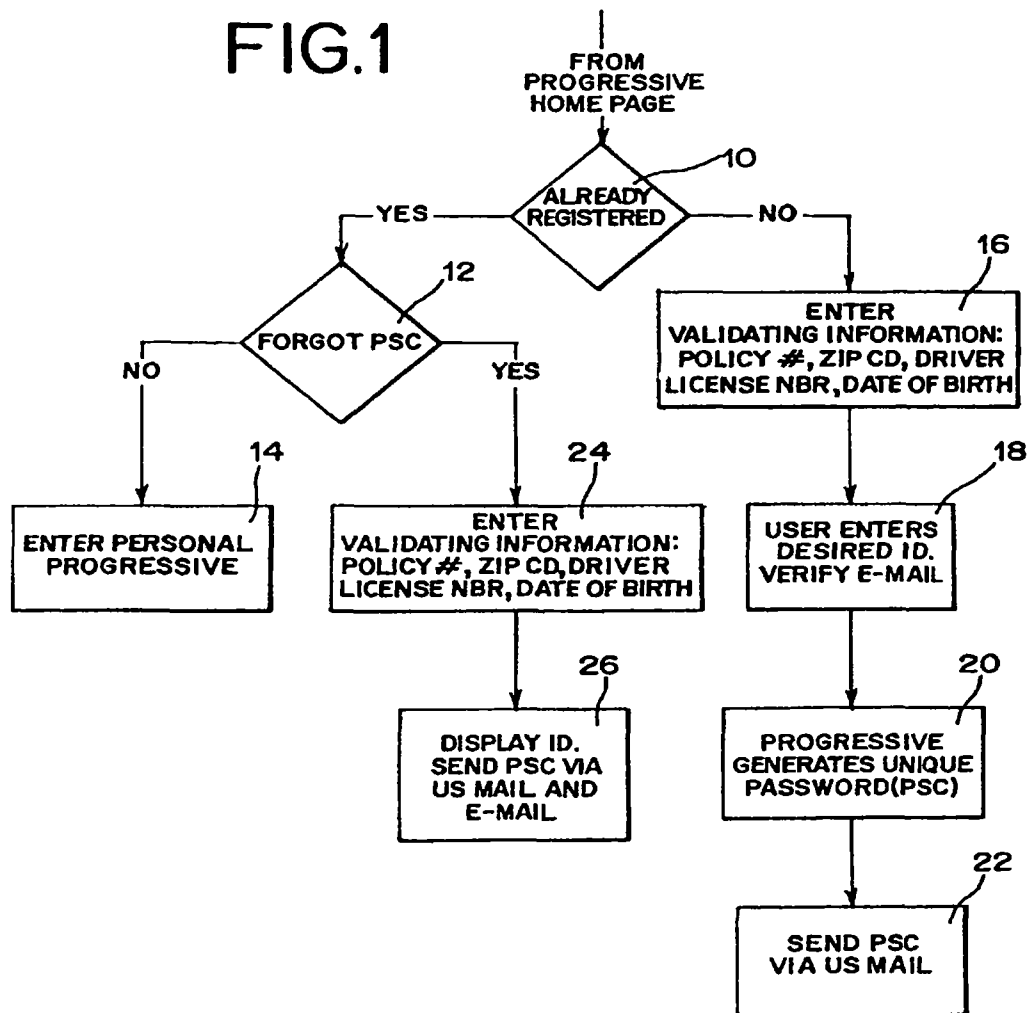 FIG.1
FROM
PROGRESSIVE
HOME PAGE
10
ALREADY
REGISTERED
YES
NO
12
FORGOT PSC
16
ENTER
VALIDATING INFORMATION:
POLICY #, ZIP CD, DRIVER
LICENSE NBR, DATE OF BIRTH
NO
YES
14
ENTER PERSONAL
PROGRESSIVE
24
ENTER
VALIDATING INFORMATION:
POLICY #, ZIP CD, DRIVER
LICENSE NBR, DATE OF BIRTH
18
USER ENTERS
DESIRED ID.
VERIFY E-MAIL
26
DISPLAY ID.
SEND PSC VIA
US MAIL AND
E-MAIL
20
PROGRESSIVE
GENERATES UNIQUE
PASSWORD(PSC)
22
SEND PSC
VIA US MAIL